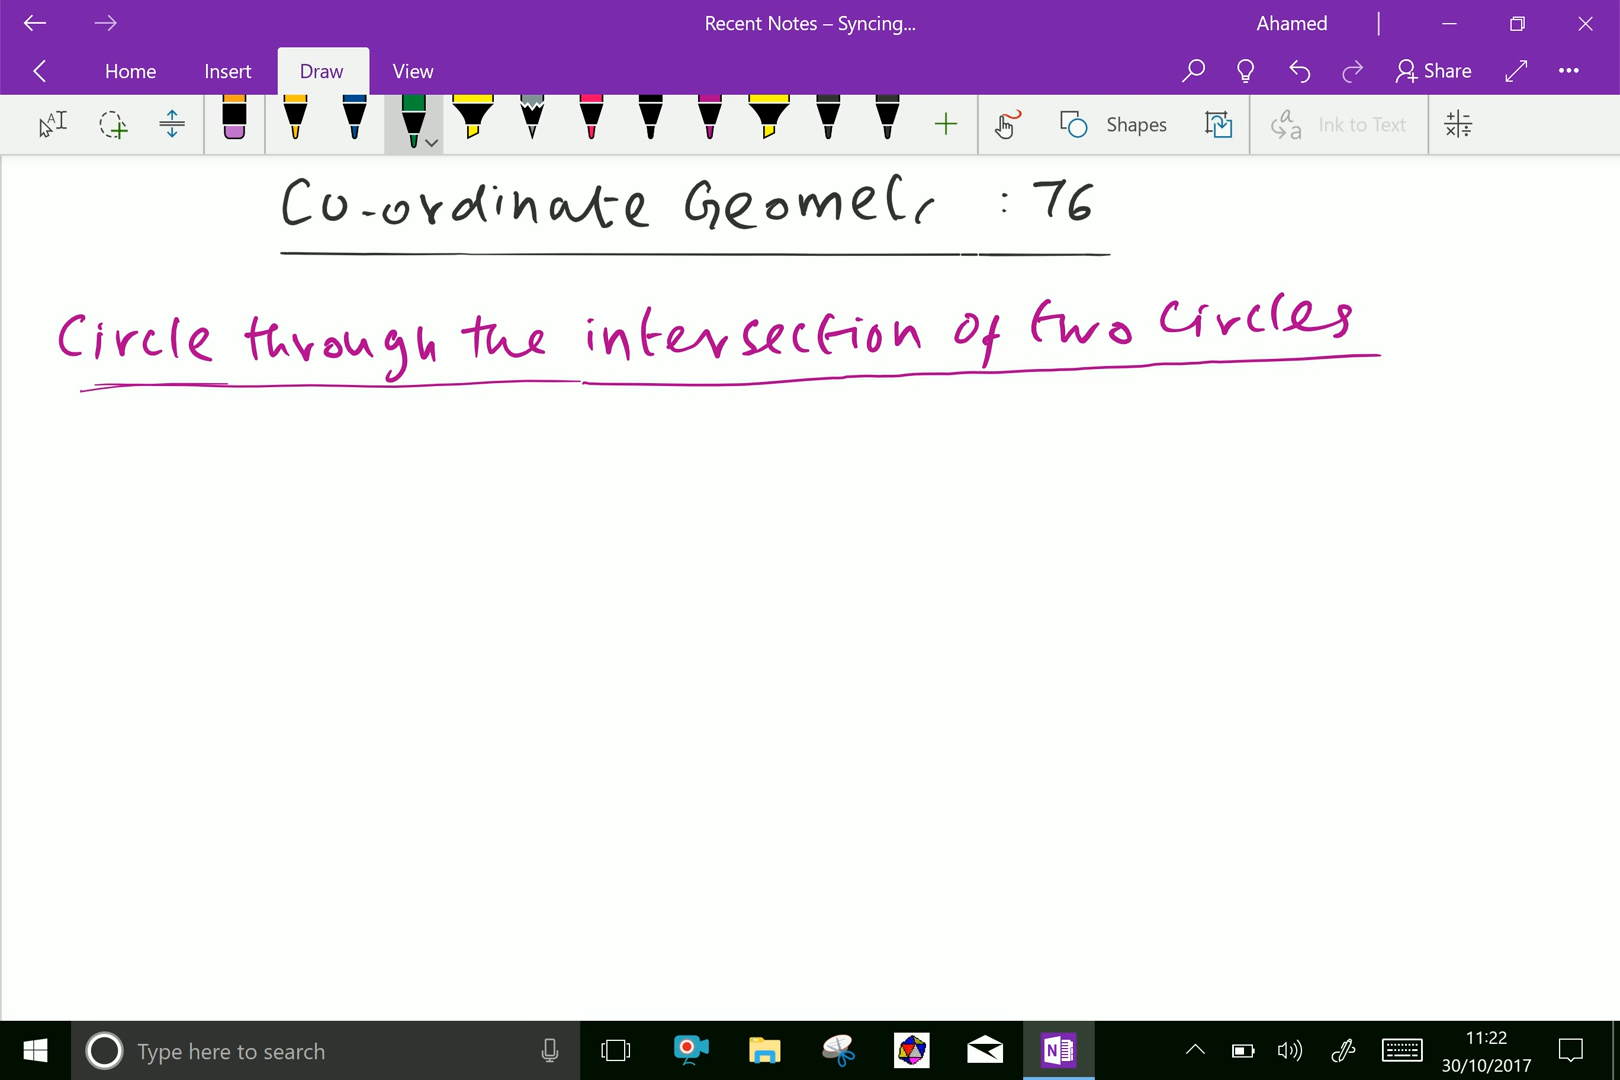 Recent Notes – Syncing...
Ahamed
Home Insert Draw View
Share
Shapes
Ink to Text
Co-ordinate : 76
Circle through the intersection of two circles
Type here to search
11:22
30/10/2017